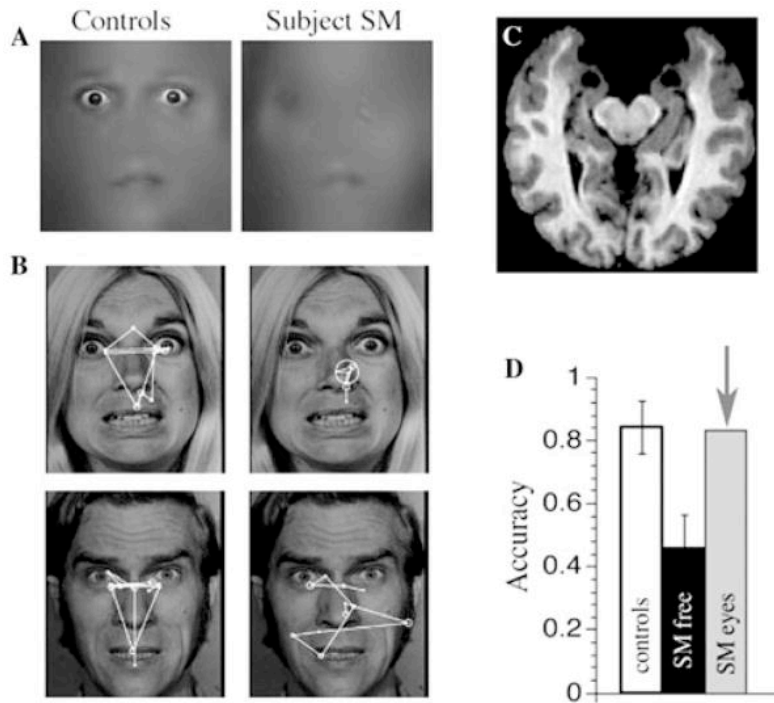 A
Controls
Subject SM
C
B
D
1
0.8
0.6
0.4
0.2
0
Accuracy
controls
SM free
SM eyes